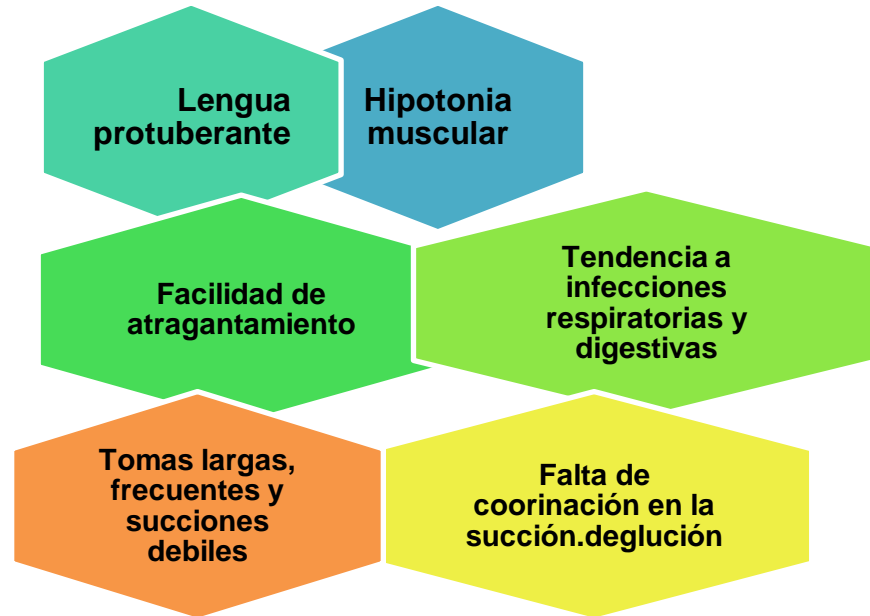 Lengua
protuberante
Hipotonia
muscular
Facilidad de
atragantamiento
Tendencia a
infecciones
respiratorias y
digestivas
Tomas largas,
frecuentes y
succiones
debiles
Falta de
coorinación en la
succión.deglución